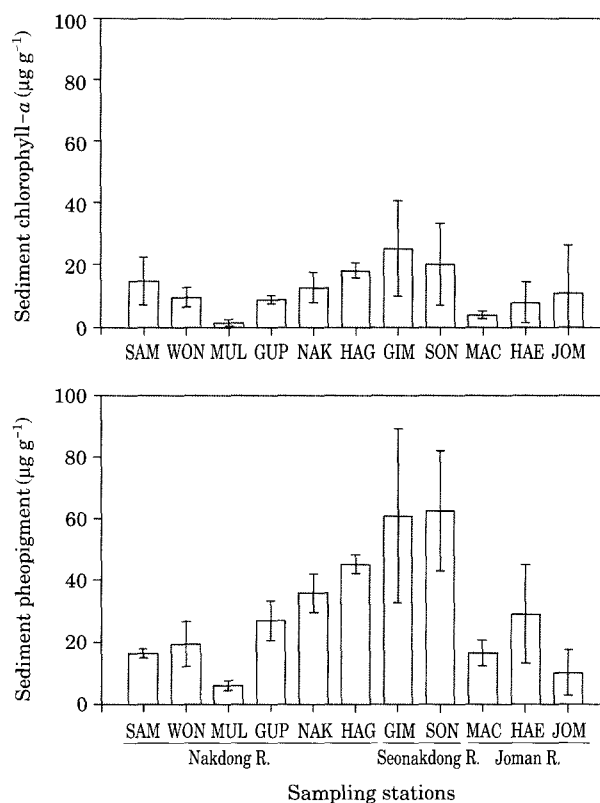 100
80
60
40
20
0
Sediment chlorophyll-a (μg g⁻¹)
SAM WON MUL GUP NAK HAG GIM SON MAC HAE JOM
100
80
60
40
20
0
Sediment pheopigment (μg g⁻¹)
SAM WON MUL GUP NAK HAG GIM SON MAC HAE JOM
Nakdong R. Seonakdong R. Joman R.
Sampling stations